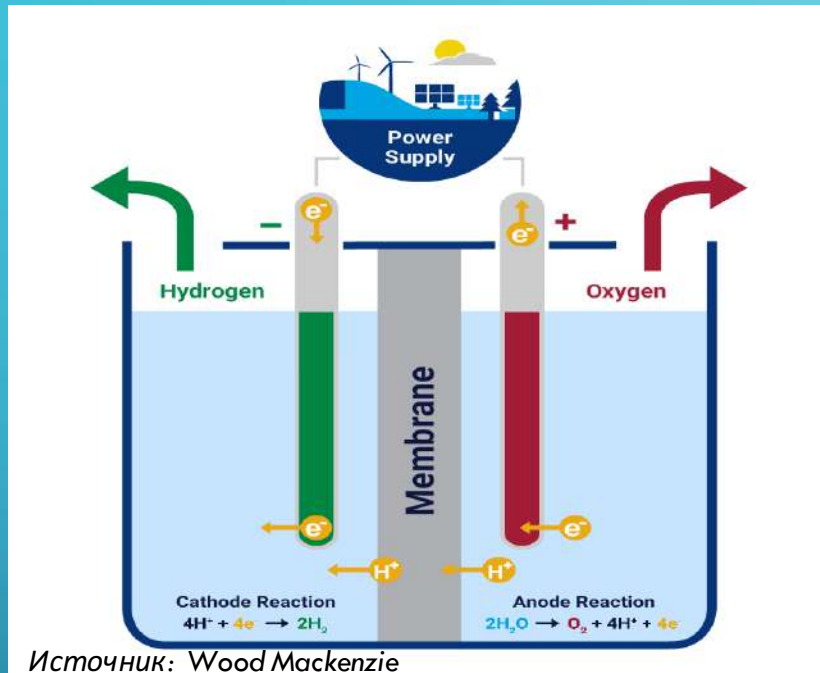 Power
Supply
e⁻
e⁻
− +
Hydrogen
Oxygen
Membrane
e⁻
e⁻
H⁺
H⁺
Cathode Reaction
4H⁺ + 4e⁻ → 2H₂
Anode Reaction
2H₂O → O₂ + 4H⁺ + 4e⁻
Источник: Wood Mackenzie